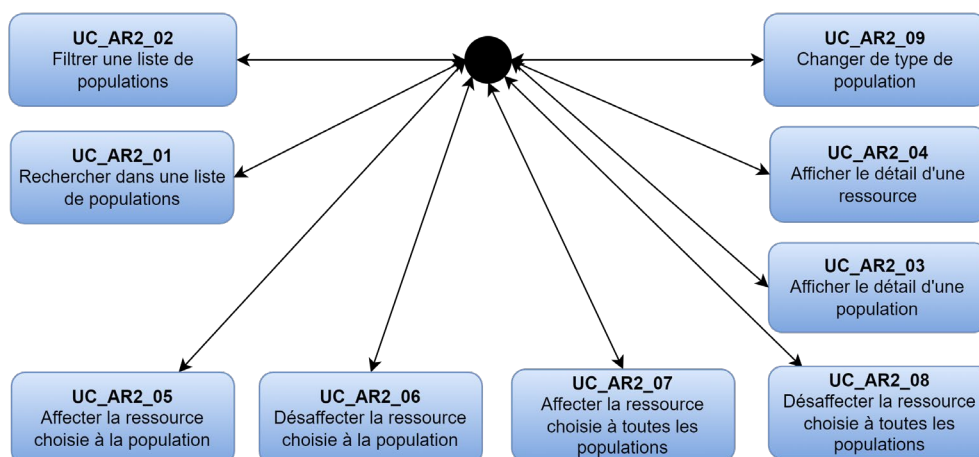 UC_AR2_02
Filtrer une liste de
populations
UC_AR2_09
Changer de type de
population
UC_AR2_01
Rechercher dans une liste
de populations
UC_AR2_04
Afficher le détail d'une
ressource
UC_AR2_03
Afficher le détail d'une
population
UC_AR2_05
Affecter la ressource
choisie à la population
UC_AR2_06
Désaffecter la ressource
choisie à la population
UC_AR2_07
Affecter la ressource
choisie à toutes les
populations
UC_AR2_08
Désaffecter la ressource
choisie à toutes les
populations